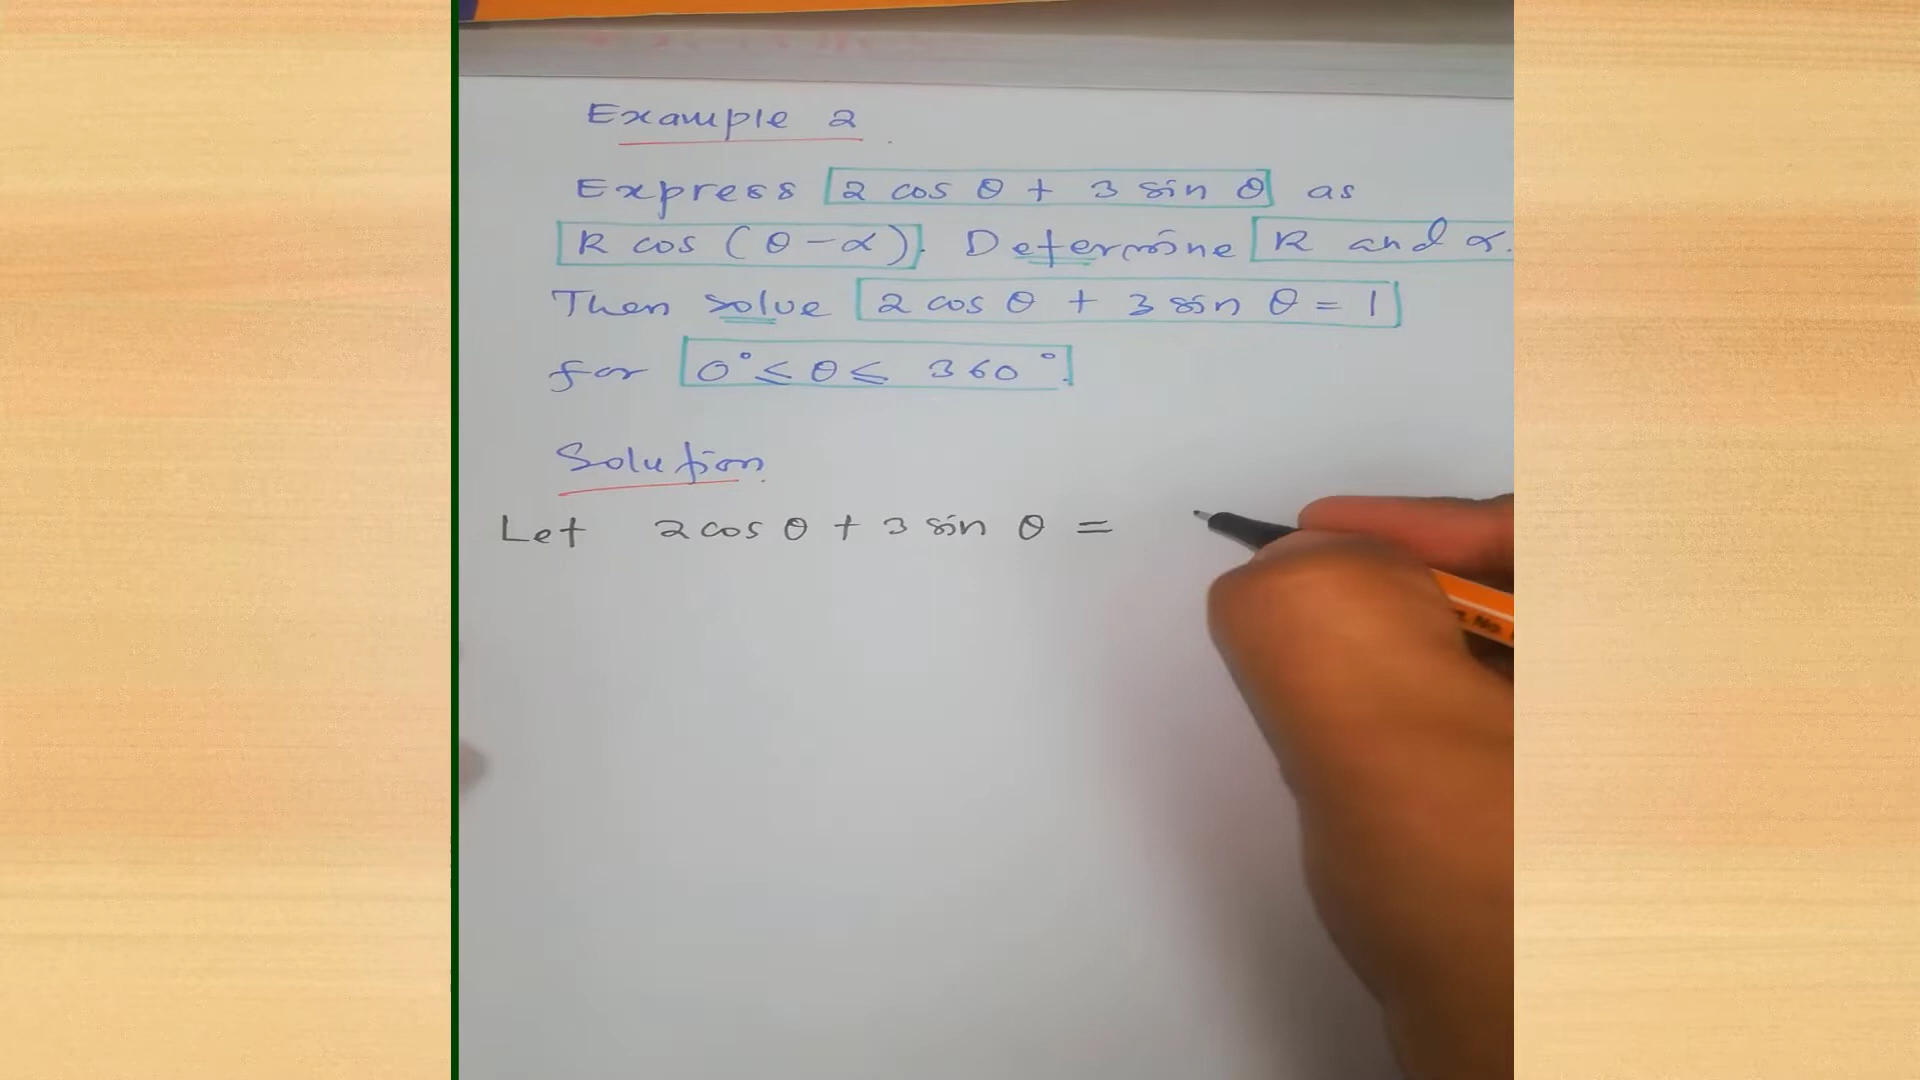 Example 2
Express 2 cos θ + 3 sin θ as
R cos (θ - α). Determine R and α.
Then solve 2 cos θ + 3 sin θ = 1
for 0° ≤ θ ≤ 360°.
Solution
Let 2 cos θ + 3 sin θ =